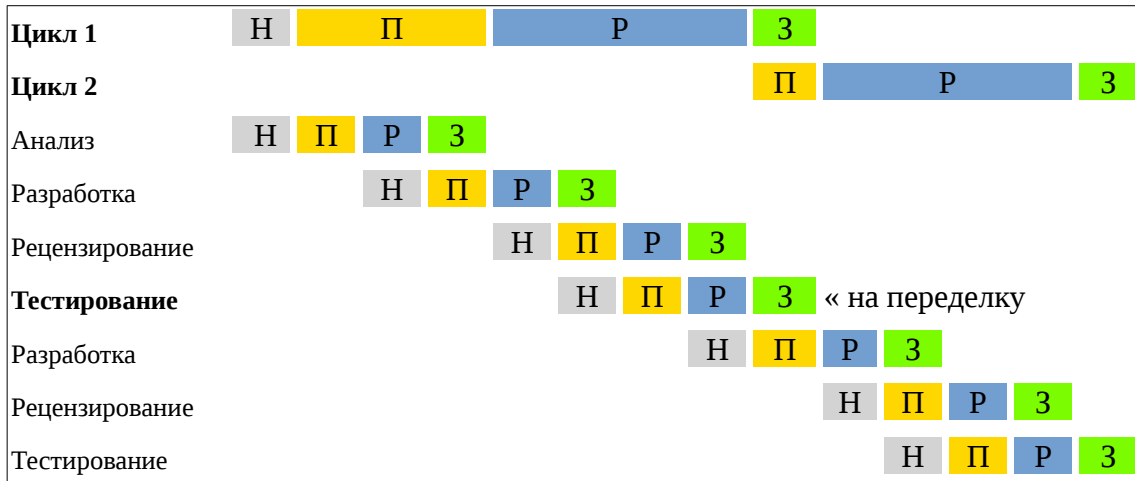 Цикл 1 Н П Р З
Цикл 2 П Р З
Анализ Н П Р З
Разработка Н П Р З
Рецензирование Н П Р З
Тестирование Н П Р З « на переделку
Разработка Н П Р З
Рецензирование Н П Р З
Тестирование Н П Р З